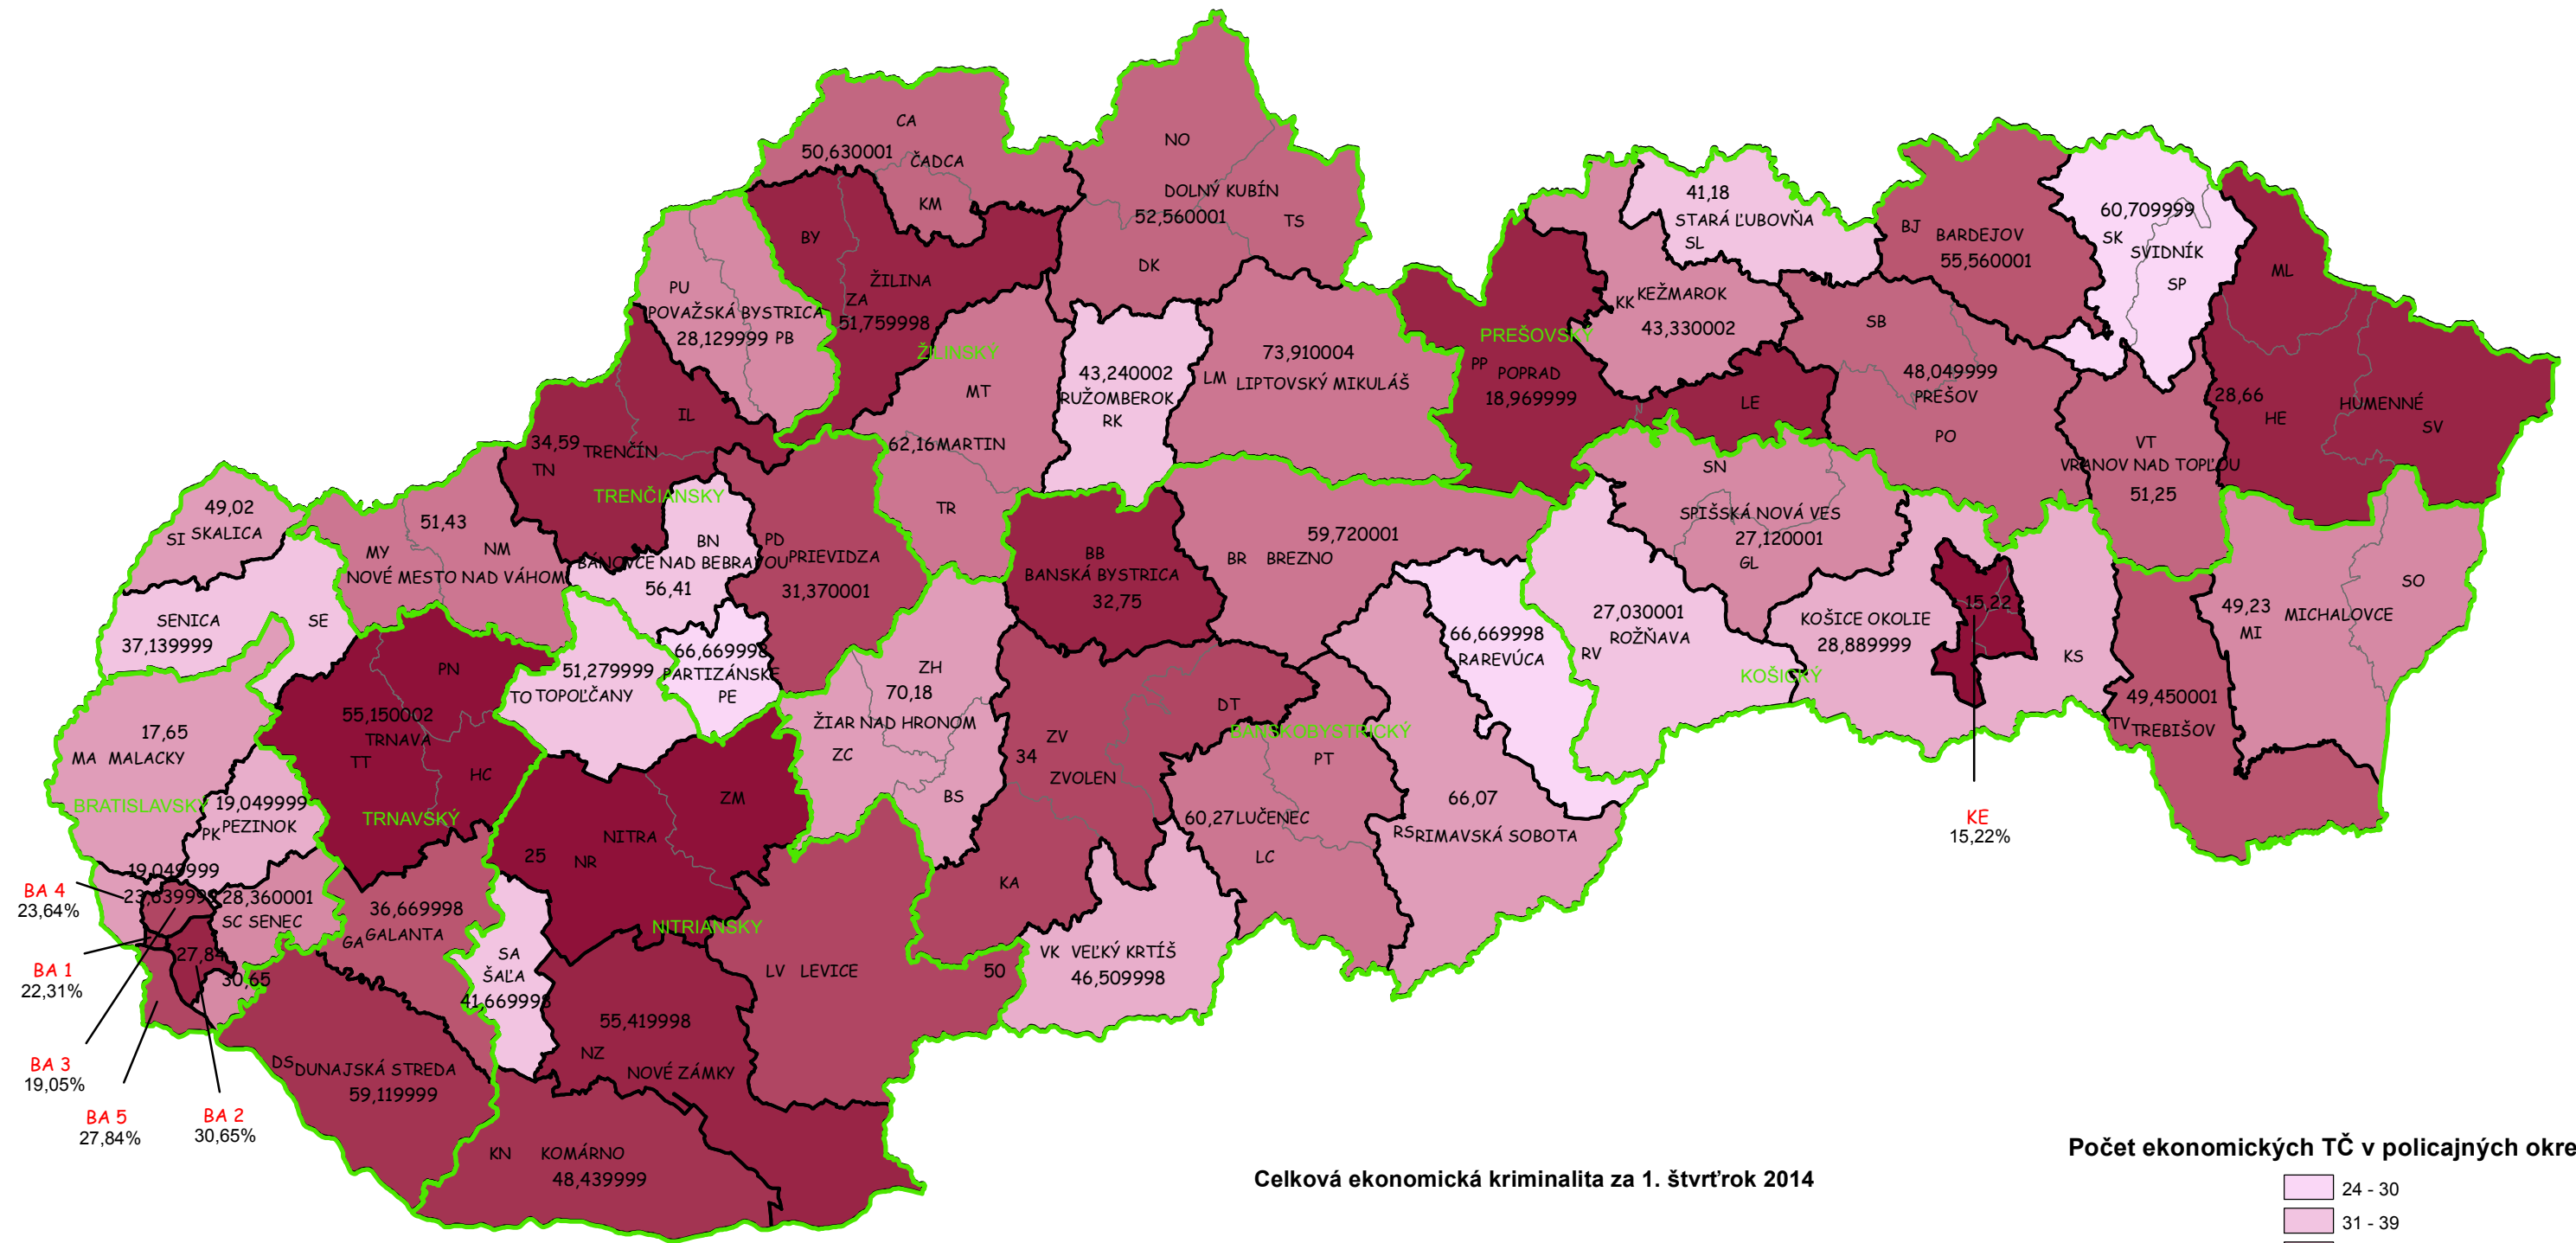 CA
50,630001
ČADCA
KM
NO
DOLNÝ KUBÍN
52,560001
TS
DK
BY
ŽILINA
ZA
51,759998
ŽILINSKÝ
PU
POVAŽSKÁ BYSTRICA
28,129999 PB
MT
62,16 MARTIN
TR
43,240002
RUŽOMBEROK
RK
73,910004
LM LIPTOVSKÝ MIKULÁŠ
41,18
STARÁ ĽUBOVŇA
SL
KK KEŽMAROK
43,330002
PREŠOVSKÝ
PP POPRAD
18,969999
LE
BJ BARDEJOV
55,560001
60,709999
SK
SVIDNÍK
SP
SB
48,049999
PREŠOV
PO
ML
28,66
HE
HUMENNÉ
SV
VT
VRANOV NAD TOPĽOU
51,25
IL
34,59 TRENČÍN
TN
TRENČIANSKY
49,02
SI SKALICA
51,43
MY
NM
NOVÉ MESTO NAD VÁHOM
BN
BÁNOVCE NAD BEBRAVOU
56,41
PD PRIEVIDZA
31,370001
SENICA
SE
37,139999
BB
BANSKÁ BYSTRICA
32,75
59,720001
BR BREZNO
SN
SPIŠSKÁ NOVÁ VES
27,120001
GL
27,030001
ROŽŇAVA
RV
KOŠICE OKOLIE
28,889999
KS
KOŠICKÝ
15,22
KE
15,22%
49,23
MI
MICHALOVCE
SO
49,450001
TV TREBIŠOV
66,669998
RA REVÚCA
66,669998
PARTIZÁNSKE
PE
51,279999
TO TOPOĽČANY
PN
55,150002
TRNAVA
TT
HC
TRNAVSKÝ
17,65
MA MALACKY
BRATISLAVSKÝ
19,049999
PK PEZINOK
ZH
70,18
ŽIAR NAD HRONOM
ZC
BS
DT
ZV
34
ZVOLEN
KA
BANSKOBYSTRICKÝ
PT
60,27 LUČENEC
LC
66,07
RS RIMAVSKÁ SOBOTA
ZM
NITRA
25
NR
NITRIANSKY
19,049999
28,360001
SC SENEC
36,669998
GA GALANTA
SA
ŠAĽA
41,669998
27,84
30,65
LV LEVICE
50
VK VEĽKÝ KRTÍŠ
46,509998
55,419998
NZ
NOVÉ ZÁMKY
DS DUNAJSKÁ STREDA
59,119999
KN KOMÁRNO
48,439999
BA 4
23,64%
BA 1
22,31%
BA 3
19,05%
BA 5
27,84%
BA 2
30,65%
Celková ekonomická kriminalita za 1. štvrťrok 2014
Počet ekonomických TČ v policajných okre
24 - 30
31 - 39